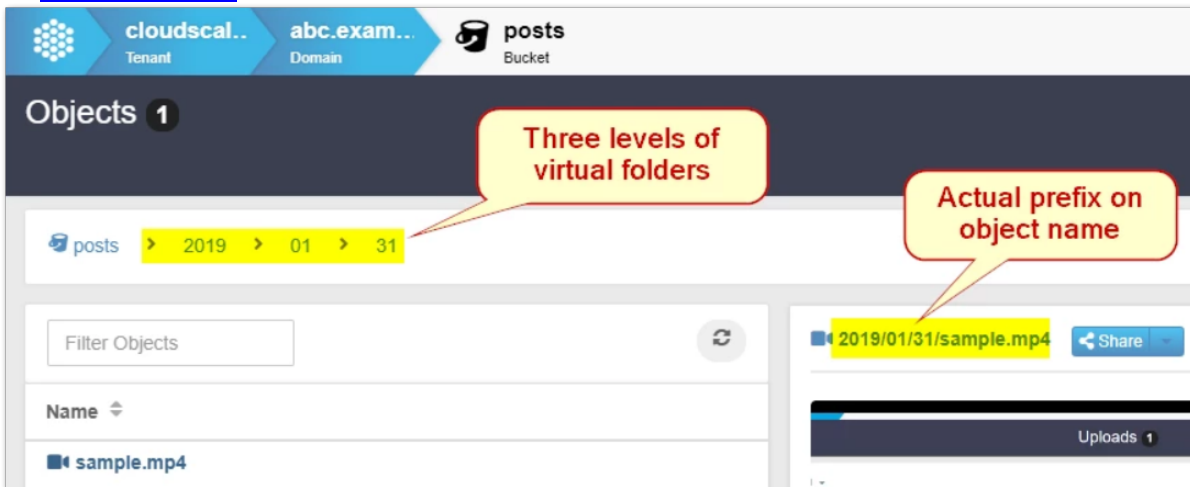 cloudscal..
abc.exam...
posts
Tenant
Domain
Bucket
Objects 1
Three levels of
virtual folders
Actual prefix on
object name
posts > 2019 > 01 > 31
Filter Objects
2019/01/31/sample.mp4
Share
Name
Uploads 1
sample.mp4